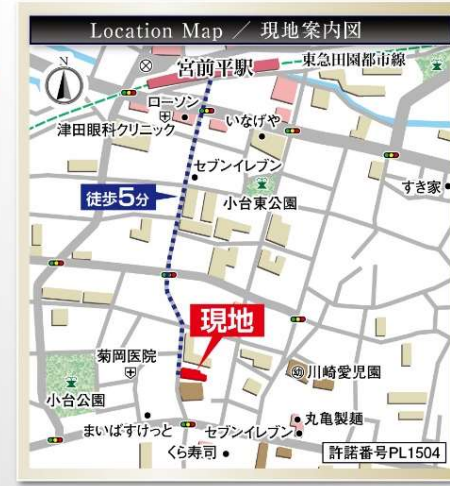 Location Map ／ 現地案内図
N
宮前平駅
東急田園都市線
ローソン
津田眼科クリニック
いなげや
セブンイレブン
すき家
徒歩5分
小台東公園
現地
菊岡医院
幼
川崎愛児園
小台公園
丸亀製麺
まいばすけっと
セブンイレブン
くら寿司
許諾番号PL1504